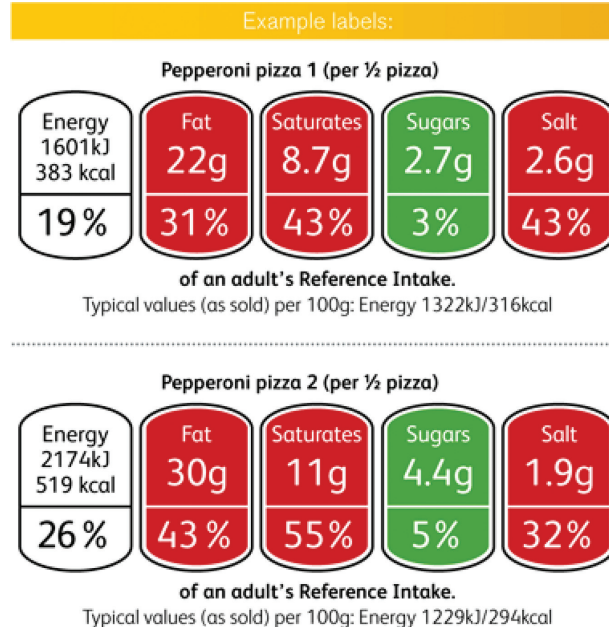 Example labels:
Pepperoni pizza 1 (per ½ pizza)
Energy
1601kJ
383 kcal
19%
Fat
22g
31%
Saturates
8.7g
43%
Sugars
2.7g
3%
Salt
2.6g
43%
of an adult's Reference Intake.
Typical values (as sold) per 100g: Energy 1322kJ/316kcal
Pepperoni pizza 2 (per ½ pizza)
Energy
2174kJ
519 kcal
26%
Fat
30g
43%
Saturates
11g
55%
Sugars
4.4g
5%
Salt
1.9g
32%
of an adult's Reference Intake.
Typical values (as sold) per 100g: Energy 1229kJ/294kcal